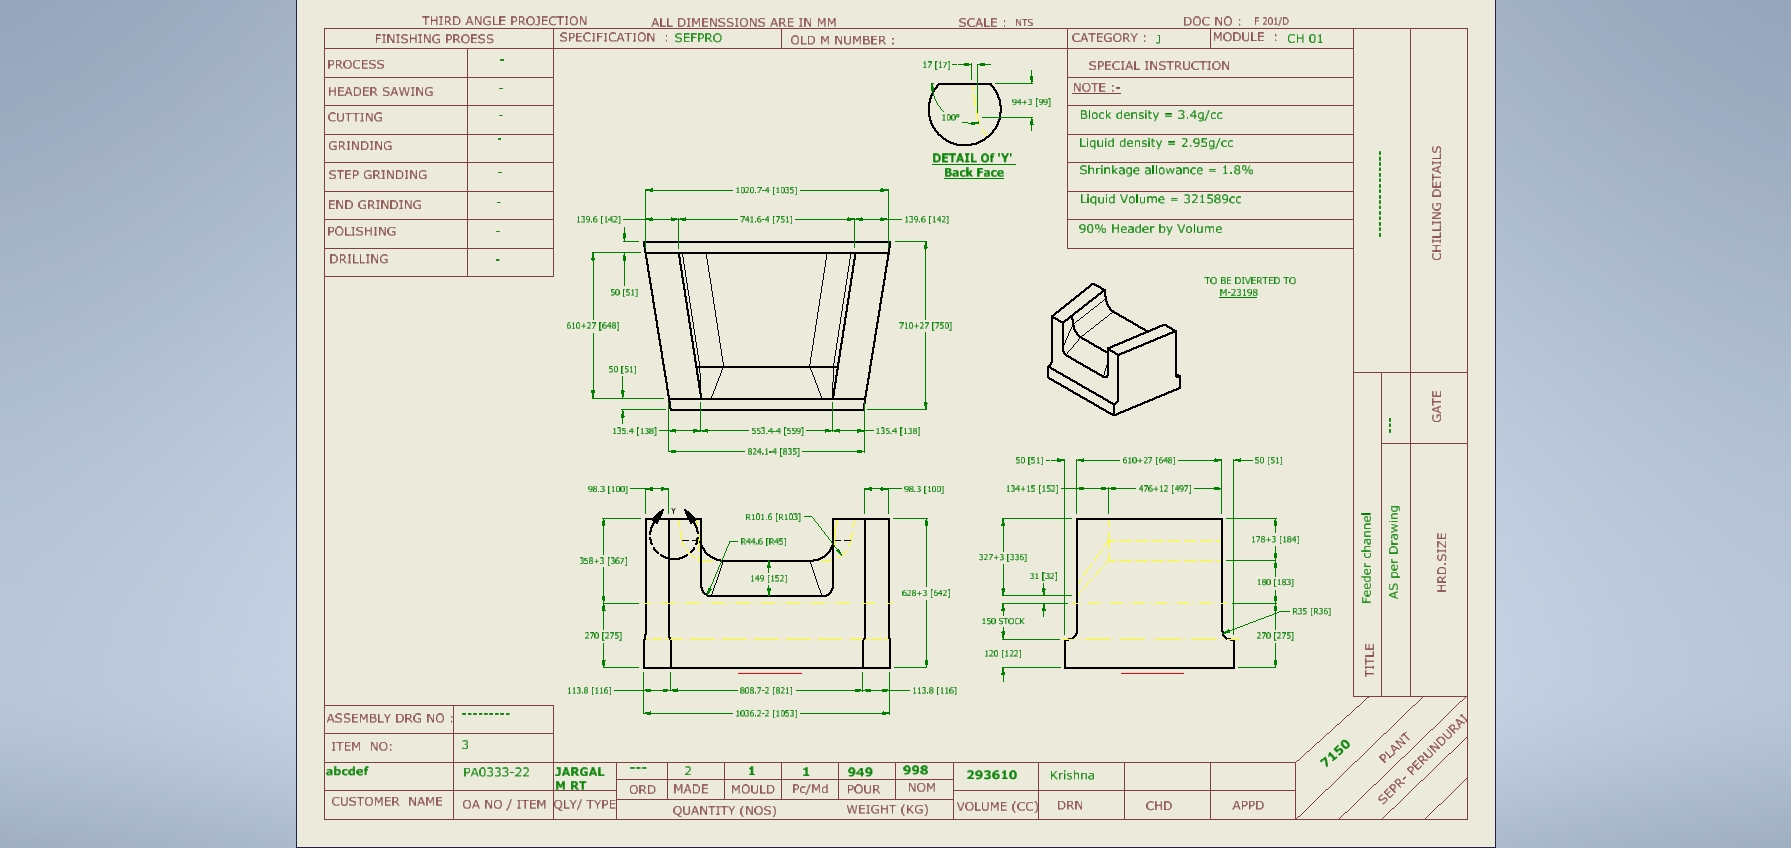 THIRD ANGLE PROJECTION ALL DIMENSSIONS ARE IN MM SCALE : NTS DOC NO : F 201/D
FINISHING PROESS SPECIFICATION : SEFPRO OLD M NUMBER : CATEGORY : J MODULE : CH 01
PROCESS -
HEADER SAWING -
CUTTING -
GRINDING -
STEP GRINDING -
END GRINDING -
POLISHING -
DRILLING -
SPECIAL INSTRUCTION
NOTE :-
Block density = 3.4g/cc
Liquid density = 2.95g/cc
Shrinkage allowance = 1.8%
Liquid Volume = 321589cc
90% Header by Volume
17 [17]
94+3 [99]
100°
DETAIL Of 'Y'
Back Face
1020.7-4 [1035]
139.6 [142] 741.6-4 [751] 139.6 [142]
50 [51]
610+27 [648] 710+27 [750]
50 [51]
135.4 [138] 553.4-4 [559] 135.4 [138]
824.1-4 [835]
TO BE DIVERTED TO
M-23198
98.3 [100] 98.3 [100]
Y
R101.6 [R103]
R44.6 [R45]
358+3 [367]
149 [152]
628+3 [642]
270 [275]
113.8 [116] 808.7-2 [821] 113.8 [116]
1036.2-2 [1053]
50 [51] 610+27 [648] 50 [51]
134+15 [152] 476+12 [497]
178+3 [184]
327+3 [336]
31 [32]
180 [183]
150 STOCK
R35 [R36]
270 [275]
120 [122]
--------------
CHILLING DETAILS
---
GATE
TITLE Feeder channel
AS per Drawing
HRD.SIZE
ASSEMBLY DRG NO : ---------
ITEM NO: 3
abcdef PA0333-22 JARGAL
M RT
--- 2 1 1 949 998 293610 Krishna
ORD MADE MOULD Pc/Md POUR NOM
CUSTOMER NAME OA NO / ITEM QLY/ TYPE QUANTITY (NOS) WEIGHT (KG) VOLUME (CC) DRN CHD APPD
7150
PLANT
SEPR- PERUNDURAI